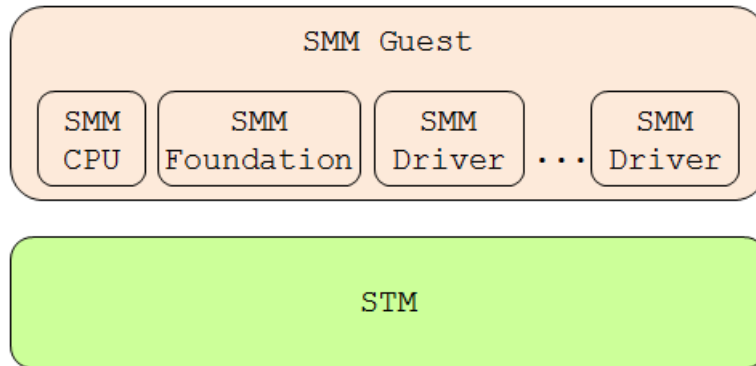 SMM Guest
SMM
CPU
SMM
Foundation
SMM
Driver
...
SMM
Driver
STM